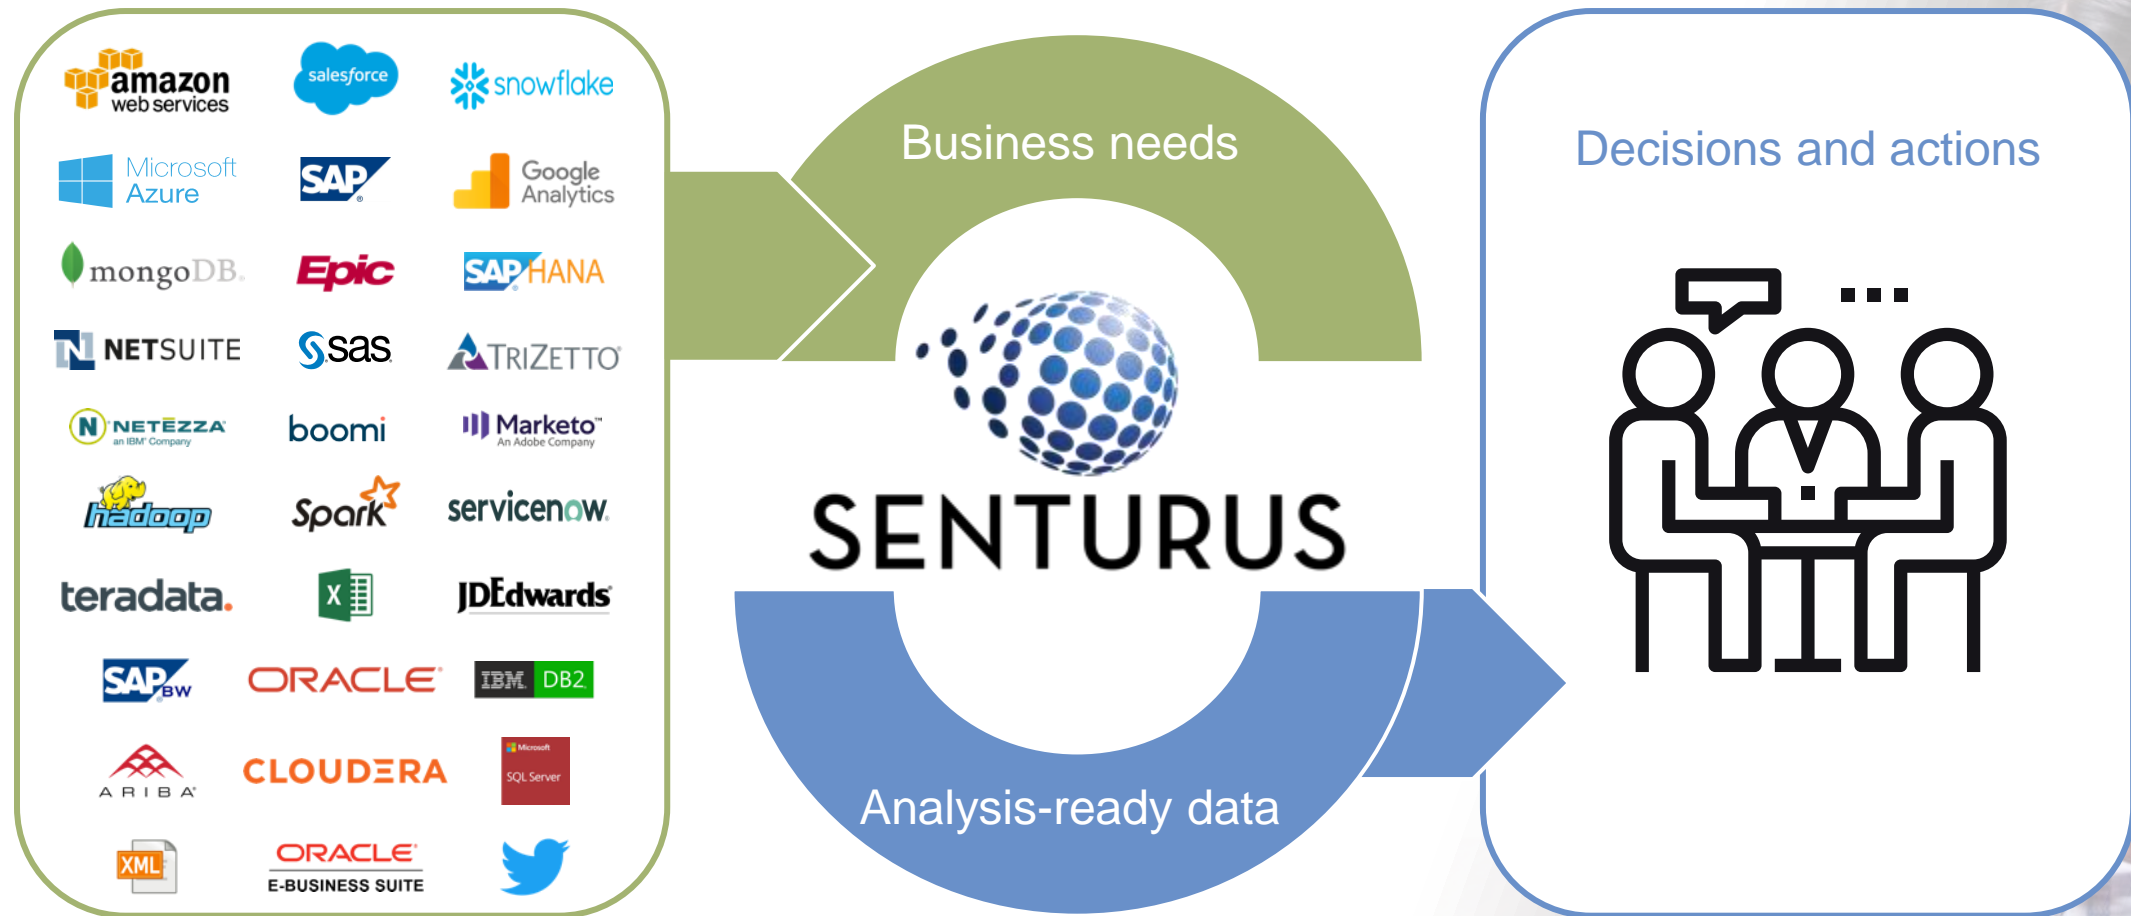 amazon
web services
salesforce
snowflake
Microsoft
Azure
SAP
Google
Analytics
mongoDB
Epic
SAP HANA
NETSUITE
sas
TRIZETTO
N NETEZZA
an IBM Company
boomi
Marketo™
An Adobe Company
hadoop
Spark
servicenow
teradata.
X
JDEdwards
SAP BW
ORACLE
IBM DB2
ARIBA
CLOUDERA
Microsoft
SQL Server
XML
ORACLE
E-BUSINESS SUITE
Business needs
SENTURUS
Analysis-ready data
Decisions and actions